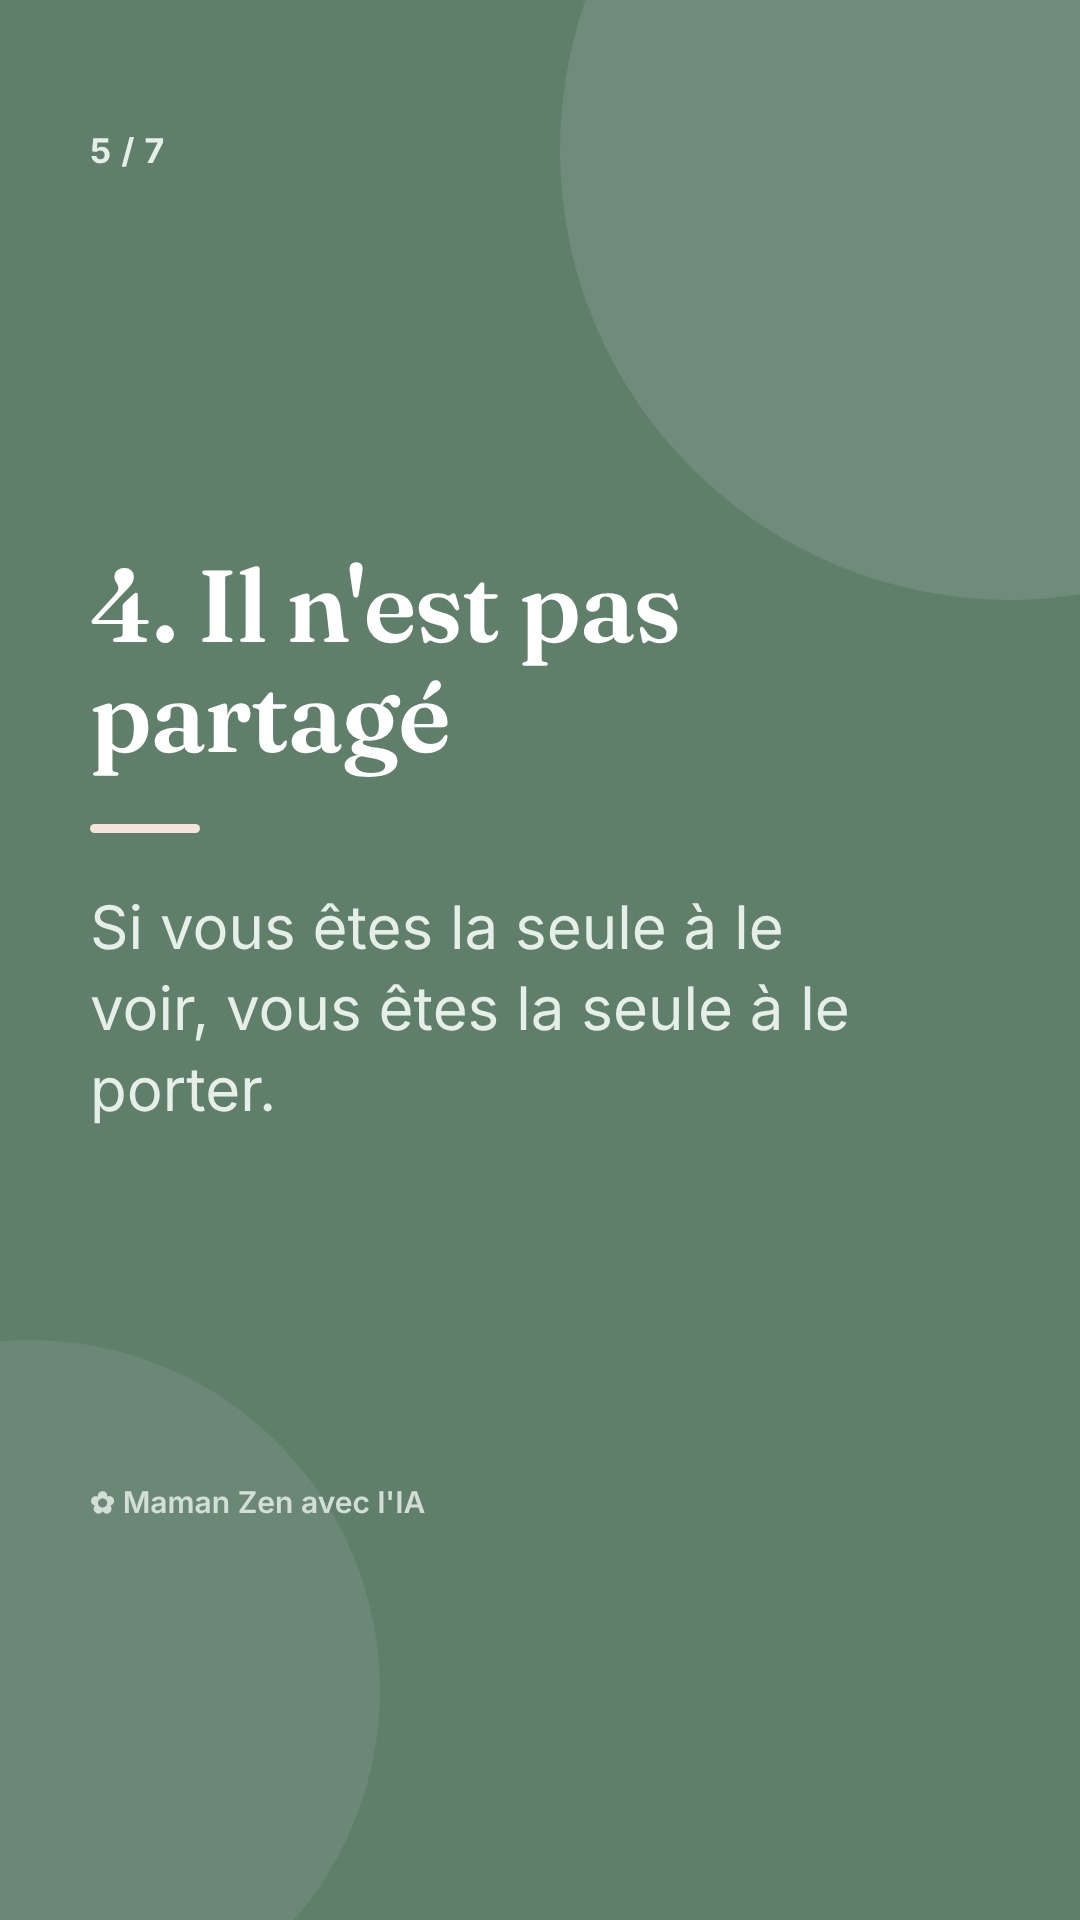 5 / 7
4. Il n'est pas
partagé
Si vous êtes la seule à le
voir, vous êtes la seule à le
porter.
✿ Maman Zen avec l'IA